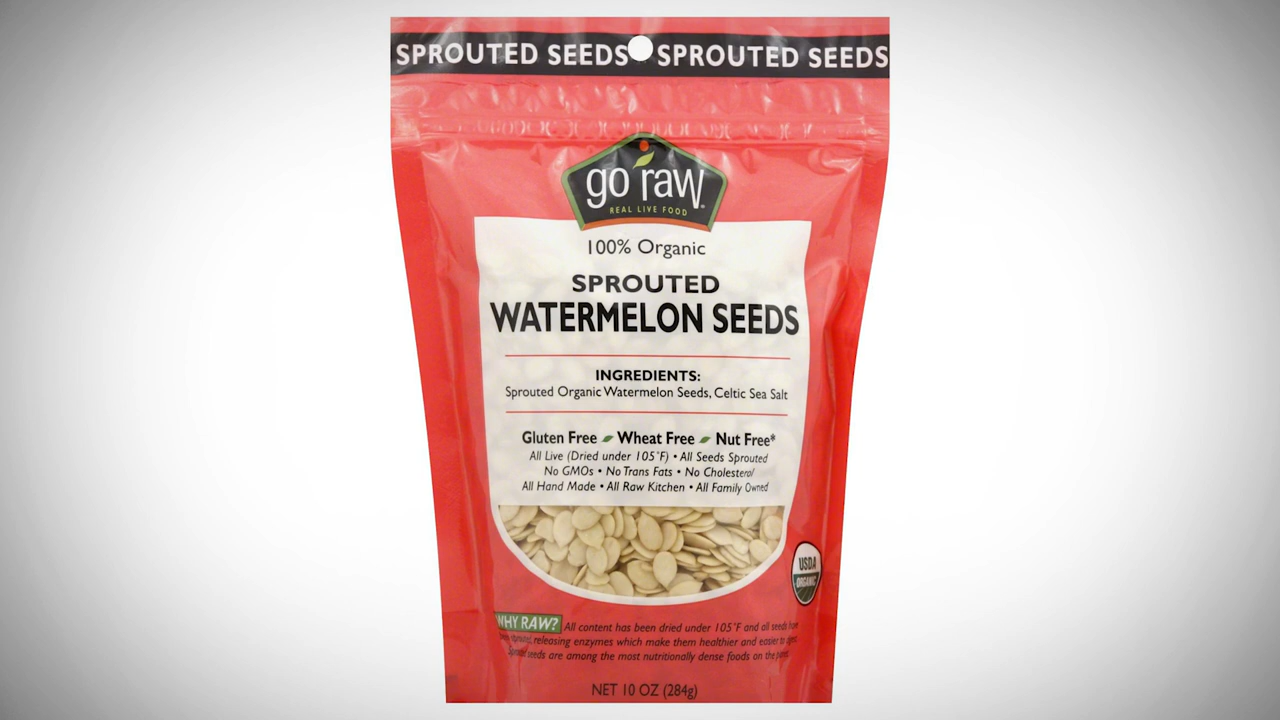 SPROUTED SEEDS SPROUTED SEEDS
go raw®
REAL LIVE FOOD
100% Organic
SPROUTED
WATERMELON SEEDS
INGREDIENTS:
Sprouted Organic Watermelon Seeds, Celtic Sea Salt
Gluten Free Wheat Free Nut Free*
All Live (Dried under 105°F) • All Seeds Sprouted
No GMOs • No Trans Fats • No Cholesterol
All Hand Made • All Raw Kitchen • All Family Owned
USDA
ORGANIC
WHY RAW? All content has been dried under 105°F and all seeds have
sprouted, releasing enzymes which make them healthier and easier to
Sprouted seeds are among the most nutritionally dense foods on the planet.
NET 10 OZ (284g)